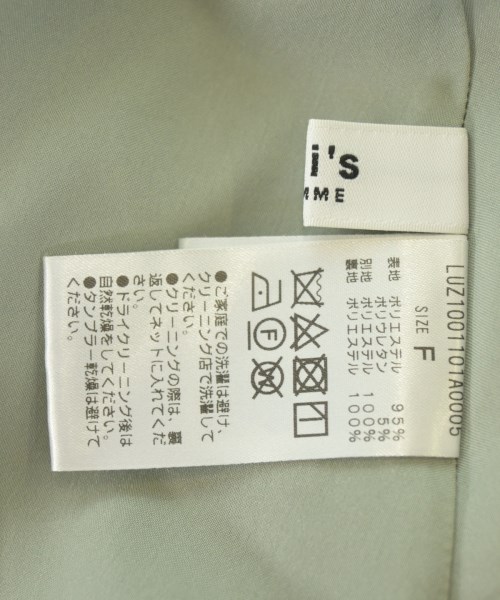 's
MME
LUZ1001101A0005
SIZE F
表地 ポリエステル 95%
ポリウレタン 5%
別地 ポリエステル 100%
裏地 ポリエステル 100%
F
●ご家庭での洗濯は避け、
クリーニング店で洗濯して
ください。
●クリーニングの際は、裏
返してネットに入れてくだ
さい。
●ドライクリーニング後は
自然乾燥をしてください。
●タンブラー乾燥は避けて
ください。